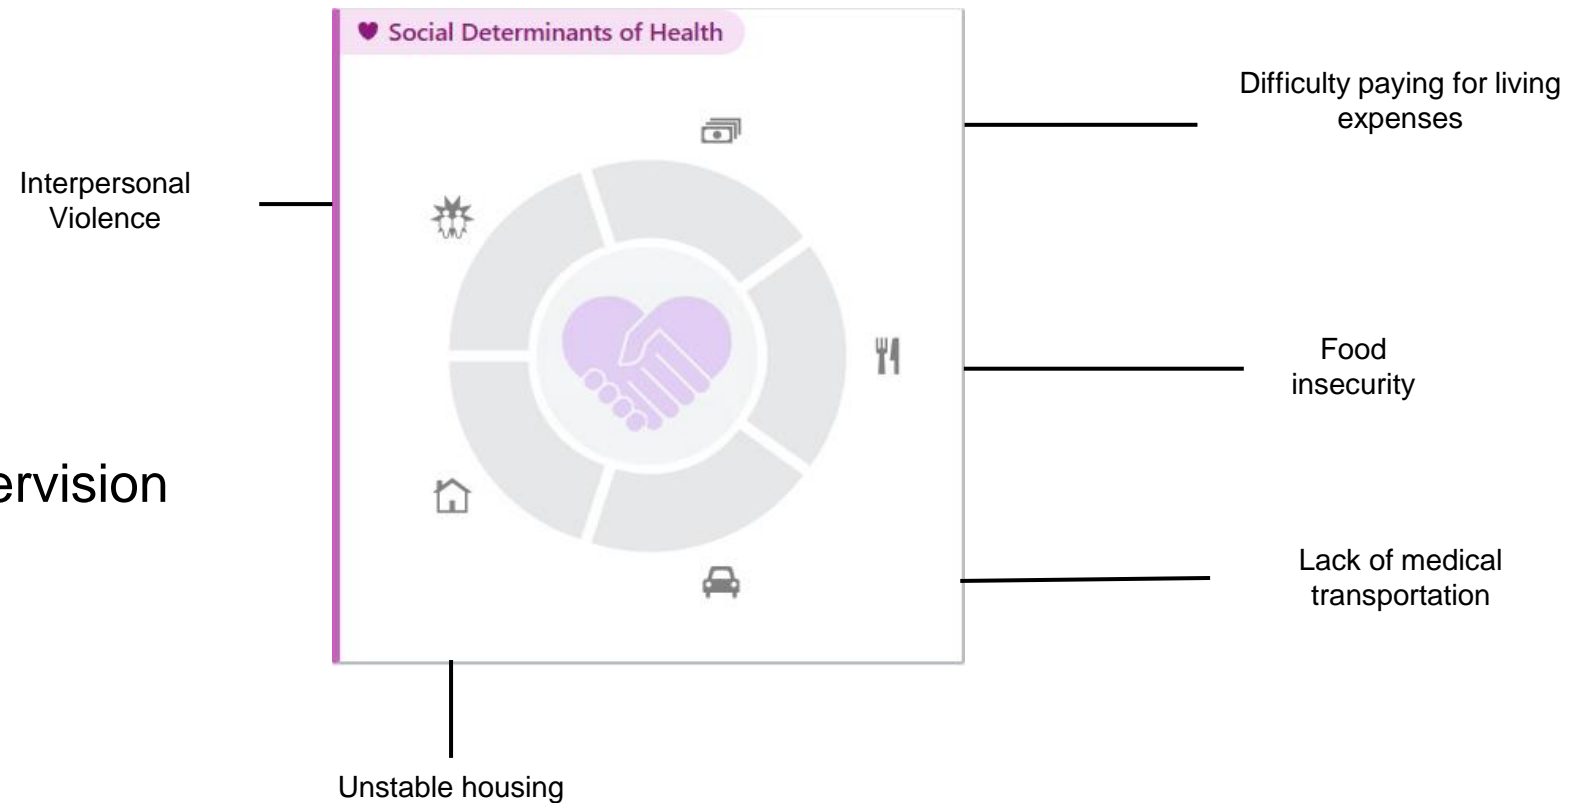 Social Determinants of Health
Difficulty paying for living
expenses
Interpersonal
Violence
Food
insecurity
ervision
Lack of medical
transportation
Unstable housing